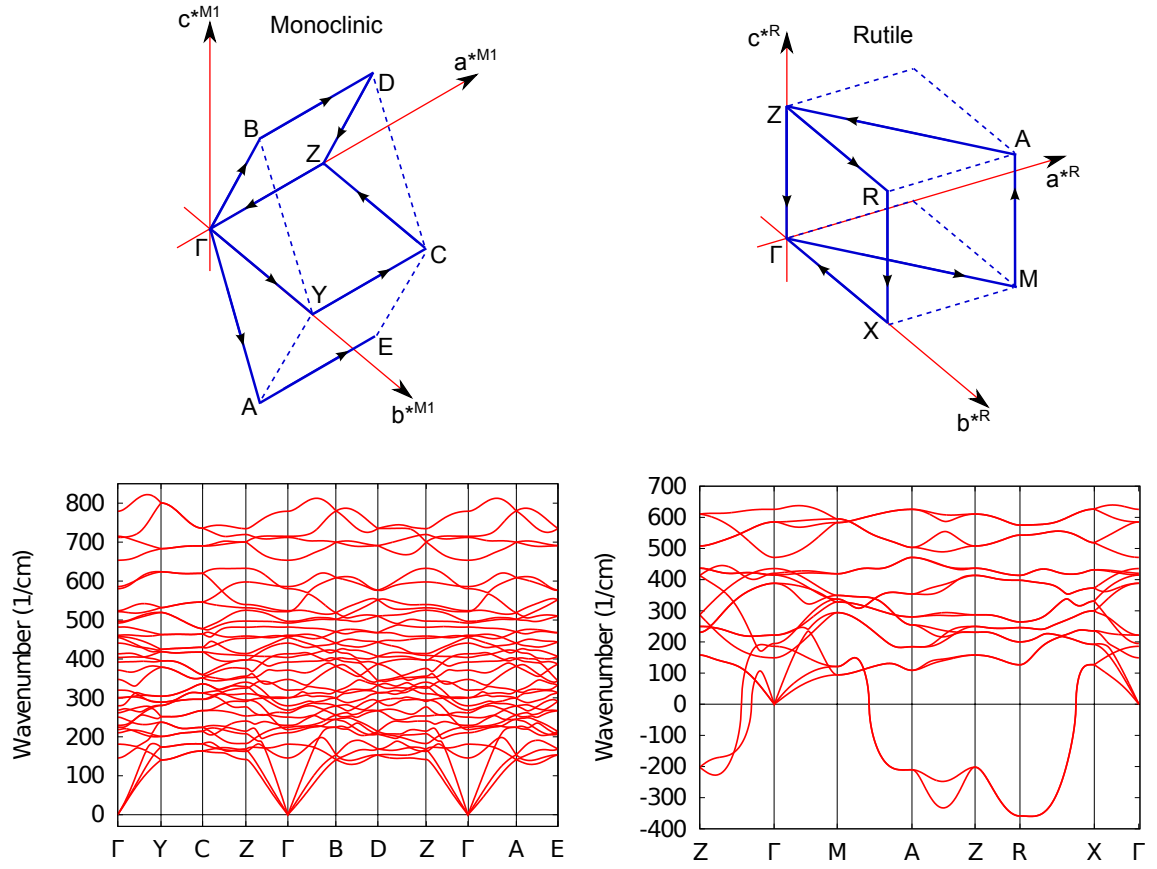 Monoclinic
c*M1
a*M1
b*M1
D
B
Z
Γ
C
Y
E
A
Rutile
c*R
a*R
b*R
Z
A
R
Γ
M
X
Wavenumber (1/cm)
800
700
600
500
400
300
200
100
0
Γ Y C Z Γ B D Z Γ A E
Wavenumber (1/cm)
700
600
500
400
300
200
100
0
-100
-200
-300
-400
Z Γ M A Z R X Γ